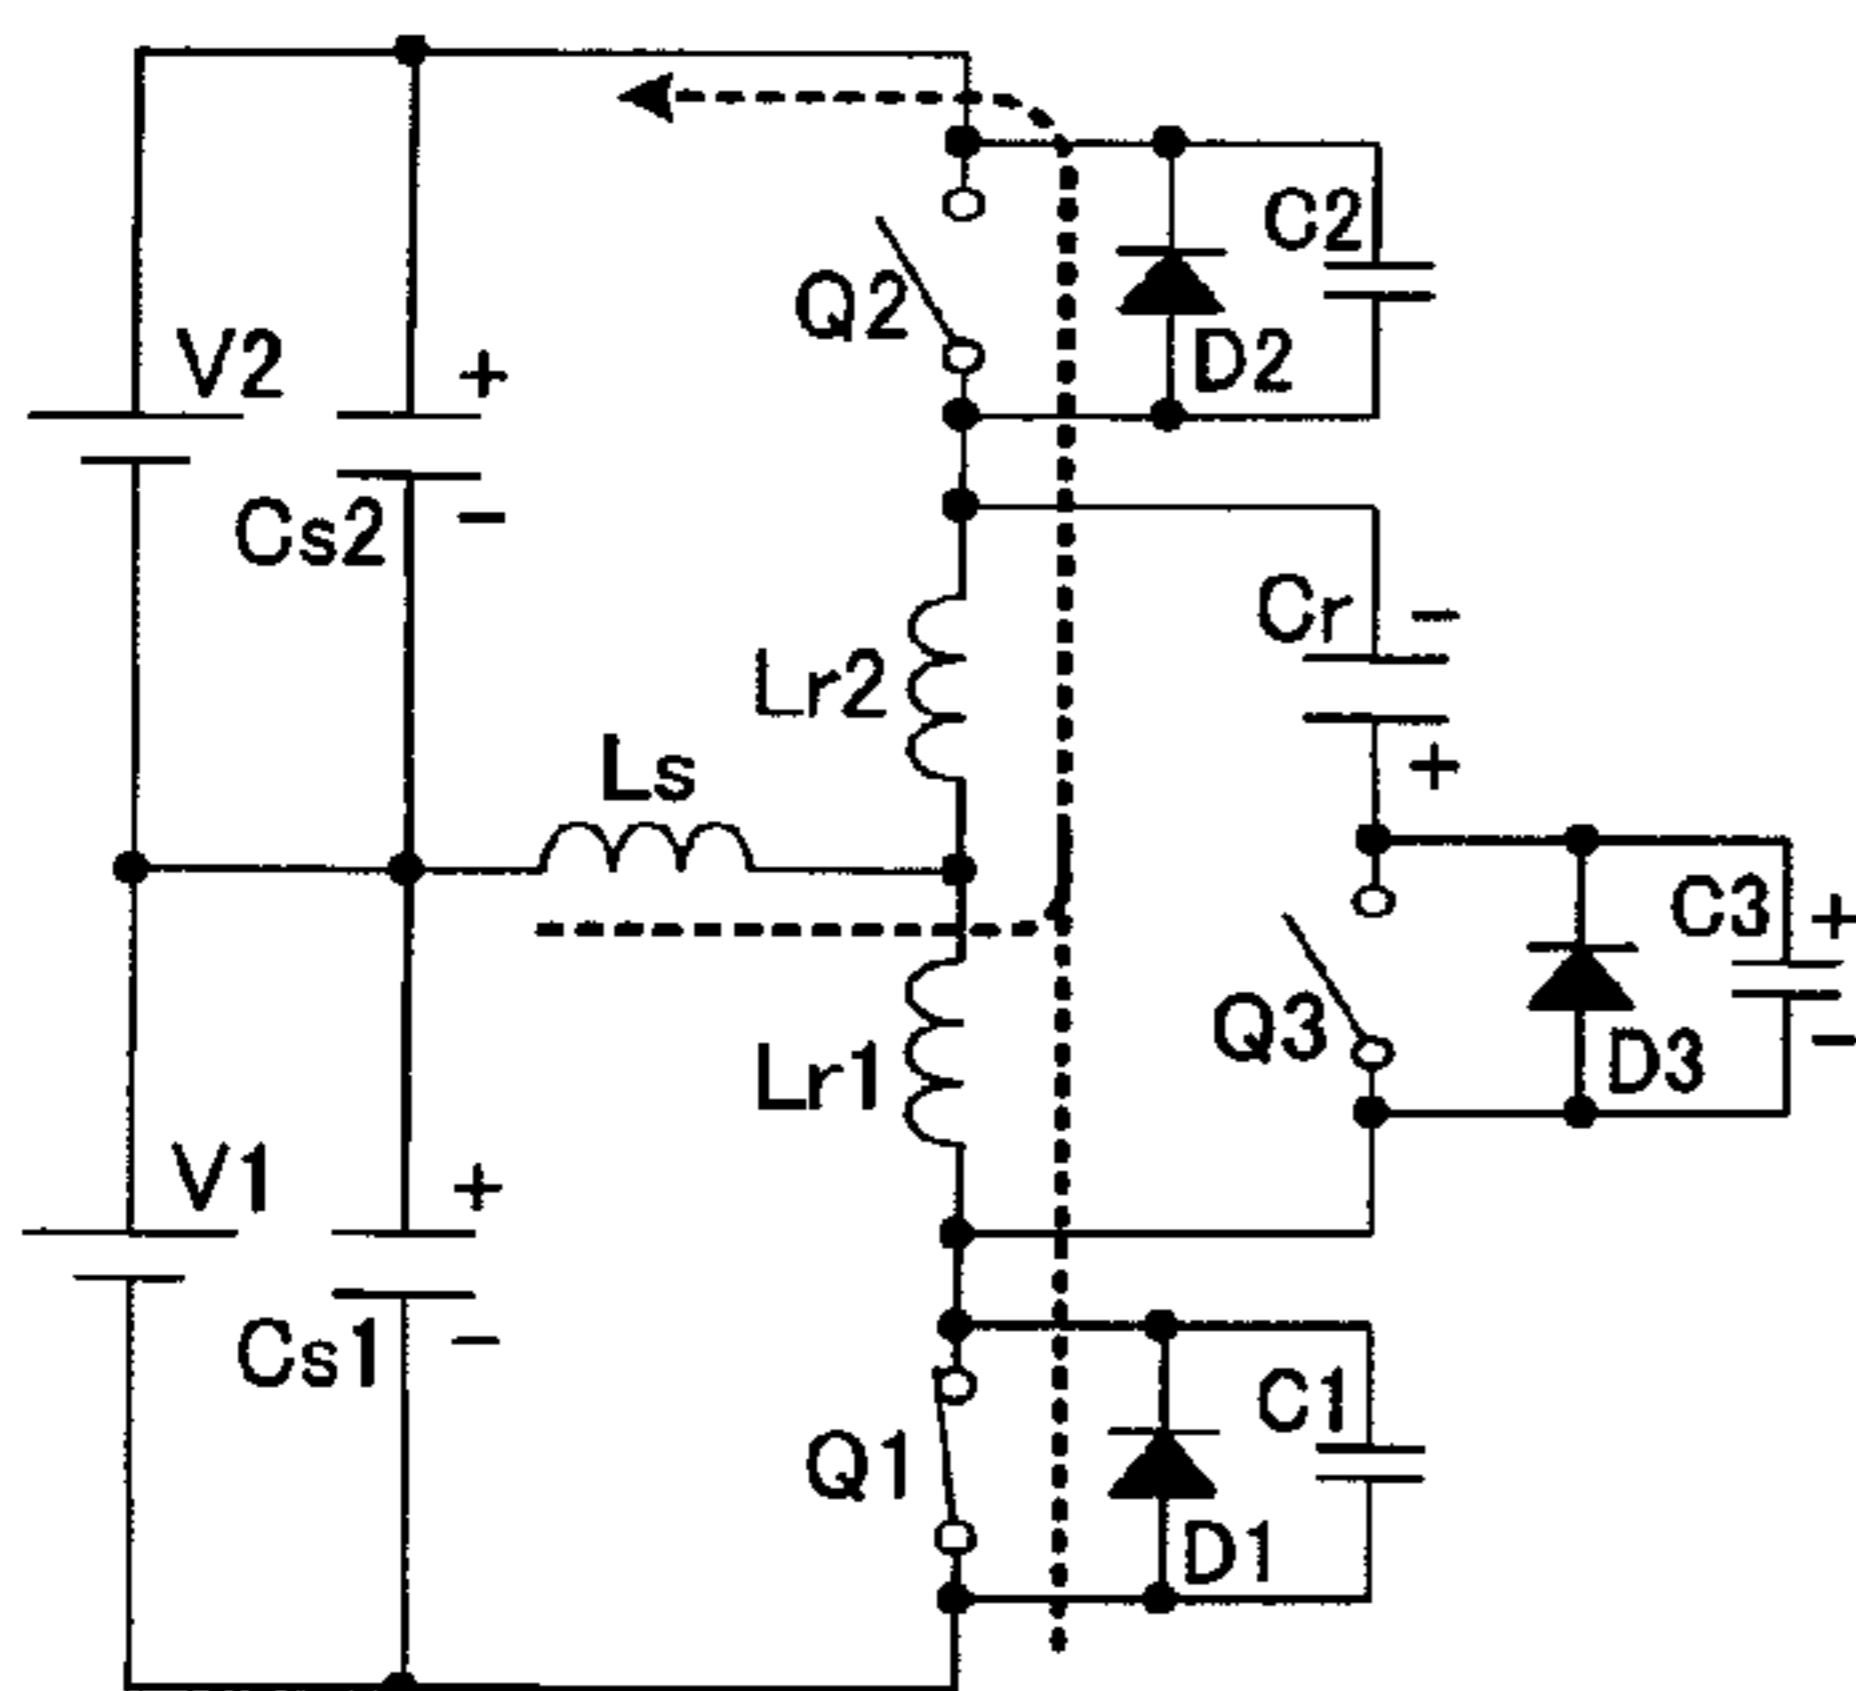 C2
Q2
V2
+
D2
Cs2
-
Cr
-
Lr2
Ls
+
C3
+
Q3
Lr1
D3
-
V1
+
Cs1
-
C1
Q1
D1